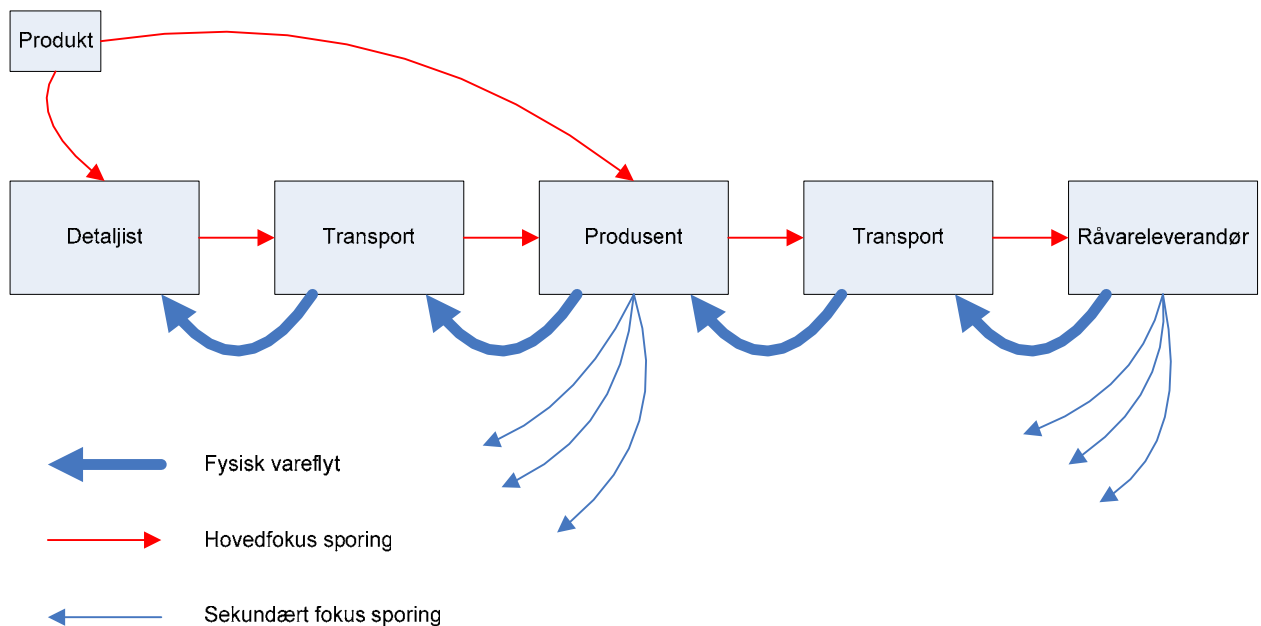 Produkt
Detaljist
Transport
Produsent
Transport
Råvareleverandør
Fysisk vareflyt
Hovedfokus sporing
Sekundært fokus sporing